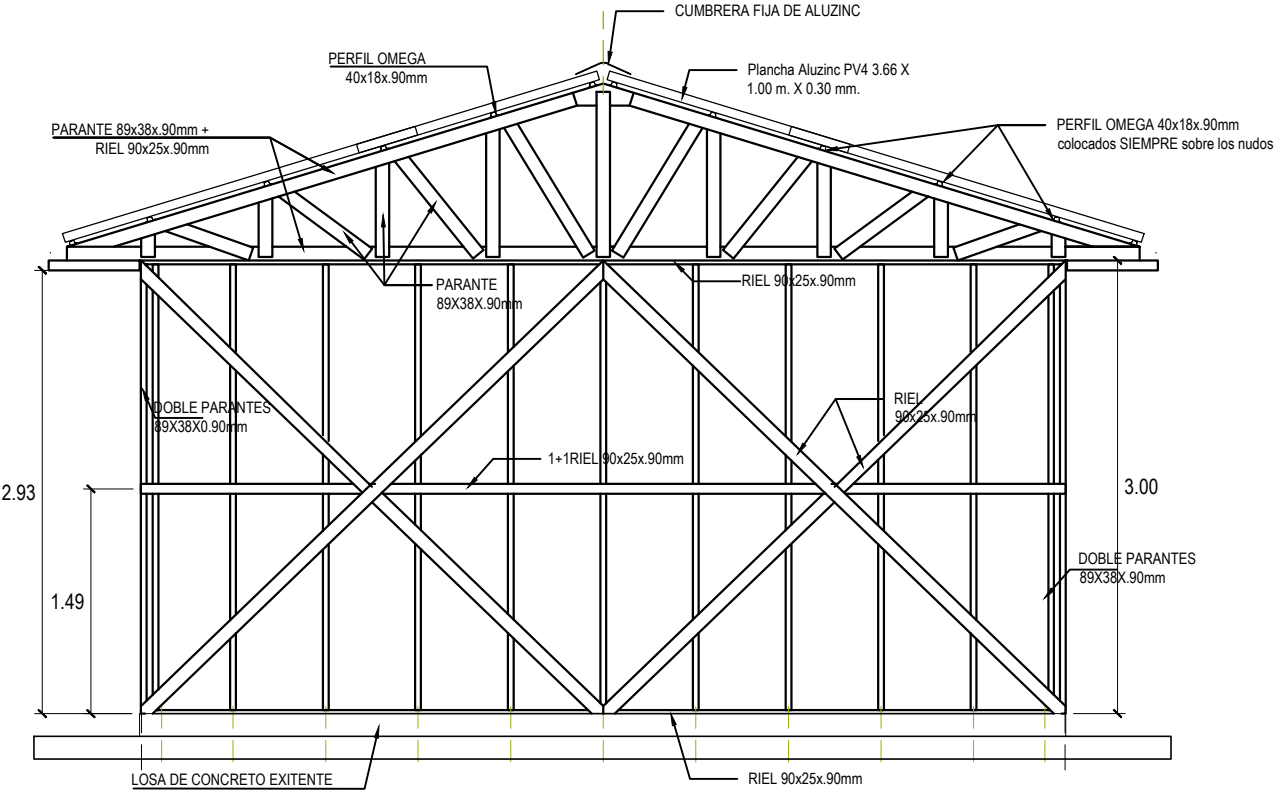 CUMBRERA FIJA DE ALUZINC
PERFIL OMEGA
40x18x.90mm
Plancha Aluzinc PV4 3.66 X
1.00 m. X 0.30 mm.
PARANTE 89x38x.90mm +
RIEL 90x25x.90mm
PERFIL OMEGA 40x18x.90mm
colocados SIEMPRE sobre los nudos
PARANTE
89X38X.90mm
RIEL 90x25x.90mm
DOBLE PARANTES
89X38X0.90mm
RIEL
90x25x.90mm
1+1RIEL 90x25x.90mm
2.93
3.00
DOBLE PARANTES
89X38X.90mm
1.49
LOSA DE CONCRETO EXITENTE
RIEL 90x25x.90mm